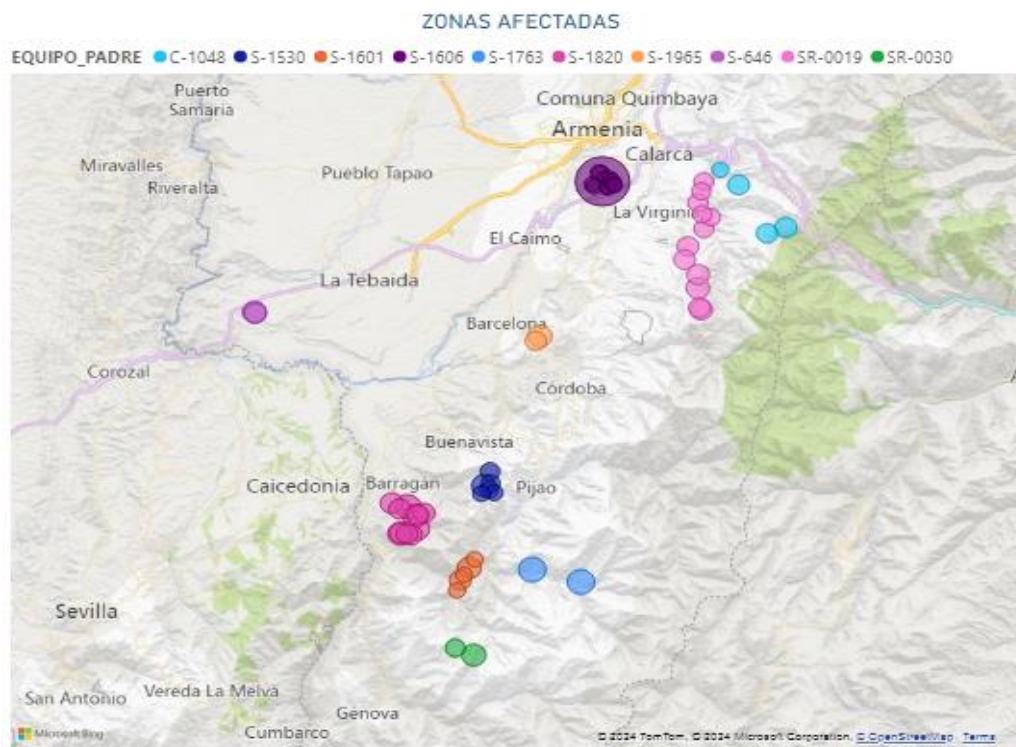 ZONAS AFECTADAS
EQUIPO_PADRE C-1048 S-1530 S-1601 S-1606 S-1763 S-1820 S-1965 S-646 SR-0019 SR-0030
Puerto
Samaria
Comuna Quimbaya
Armenia
Miravalles
Calarca
Pueblo Tapao
Riveralta
La Virginia
El Caimo
La Tebaida
Barcelona
Corozal
Córdoba
Buenavista
Caicedonia
Barragán
Pijao
Sevilla
San Antonio
Vereda La Melva
Genova
Cumbarco
Microsoft Bing
© 2024 TomTom, © 2024 Microsoft Corporation, © OpenStreetMap Terms